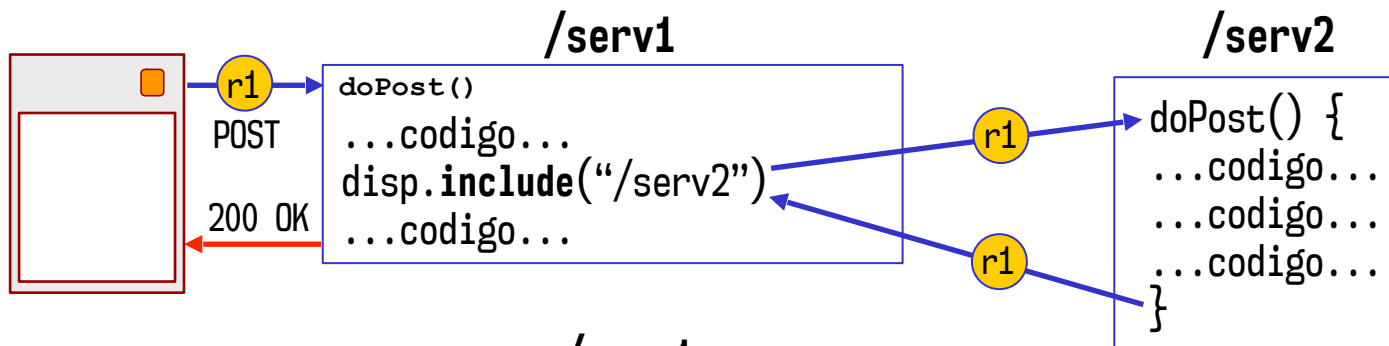 /serv1
/serv2
r1
doPost()
POST
...codigo...
disp.include(“/serv2”)
200 OK
...codigo...
r1
r1
doPost() {
...codigo...
...codigo...
...codigo...
}